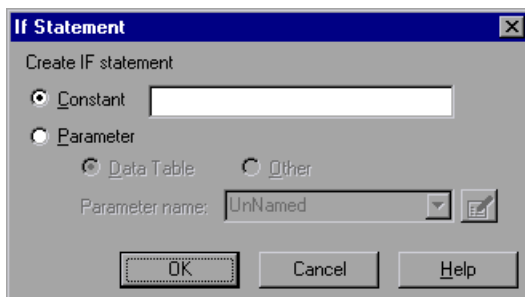 If Statement
Create IF statement
Constant
Parameter
Data Table Other
Parameter name: UnNamed
OK Cancel Help